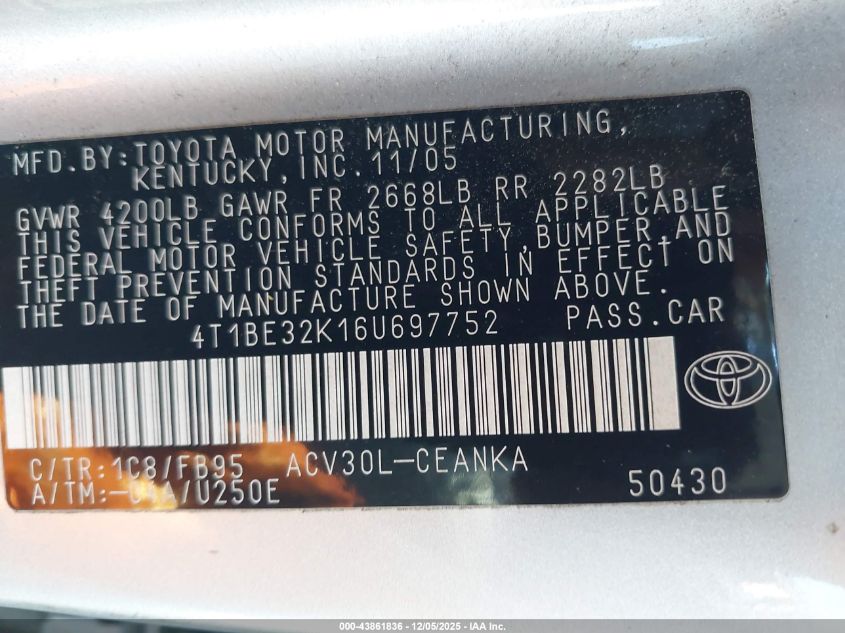 MFD.BY:TOYOTA MOTOR MANUFACTURING,
KENTUCKY,INC.11/05
GVWR 4200LB GAWR FR 2668LB RR 2282LB
THIS VEHICLE CONFORMS TO ALL APPLICABLE
FEDERAL MOTOR VEHICLE SAFETY,BUMPER,AND
THEFT PREVENTION STANDARDS IN EFFECT ON
THE DATE OF MANUFACTURE SHOWN ABOVE.
4T1BE32K16U697752 PASS.CAR
C/TR:1C8/FB95 ACV30L-CEANKA
A/TM:-04A/U250E 50430
000-43861836 - 12/05/2025 - IAA Inc.